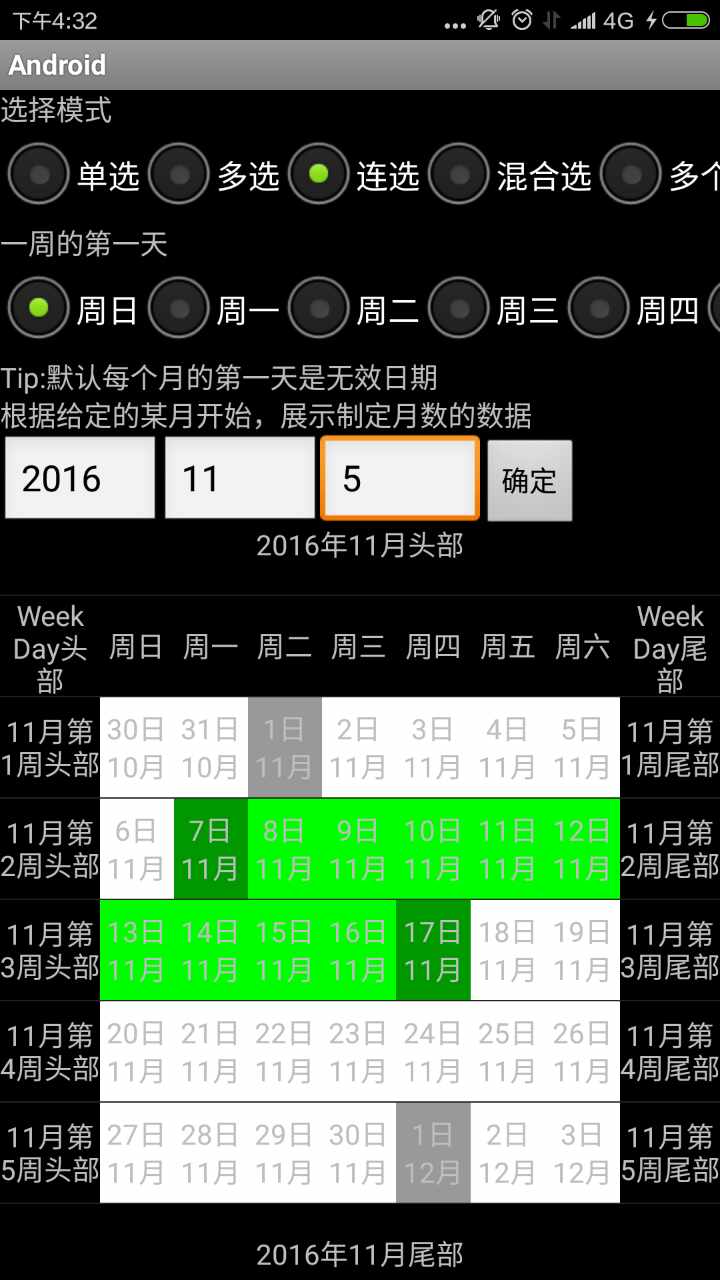 下午4:32 ... 4G
Android
选择模式
单选 多选 连选 混合选 多个
一周的第一天
周日 周一 周二 周三 周四
Tip:默认每个月的第一天是无效日期
根据给定的某月开始，展示制定月数的数据
2016 11 5 确定
2016年11月头部
Week Day头部 周日 周一 周二 周三 周四 周五 周六 Week Day尾部
11月第1周头部 30日 10月 31日 10月 1日 11月 2日 11月 3日 11月 4日 11月 5日 11月 11月第1周尾部
11月第2周头部 6日 11月 7日 11月 8日 11月 9日 11月 10日 11月 11日 11月 12日 11月 11月第2周尾部
11月第3周头部 13日 11月 14日 11月 15日 11月 16日 11月 17日 11月 18日 11月 19日 11月 11月第3周尾部
11月第4周头部 20日 11月 21日 11月 22日 11月 23日 11月 24日 11月 25日 11月 26日 11月 11月第4周尾部
11月第5周头部 27日 11月 28日 11月 29日 11月 30日 11月 1日 12月 2日 12月 3日 12月 11月第5周尾部
2016年11月尾部